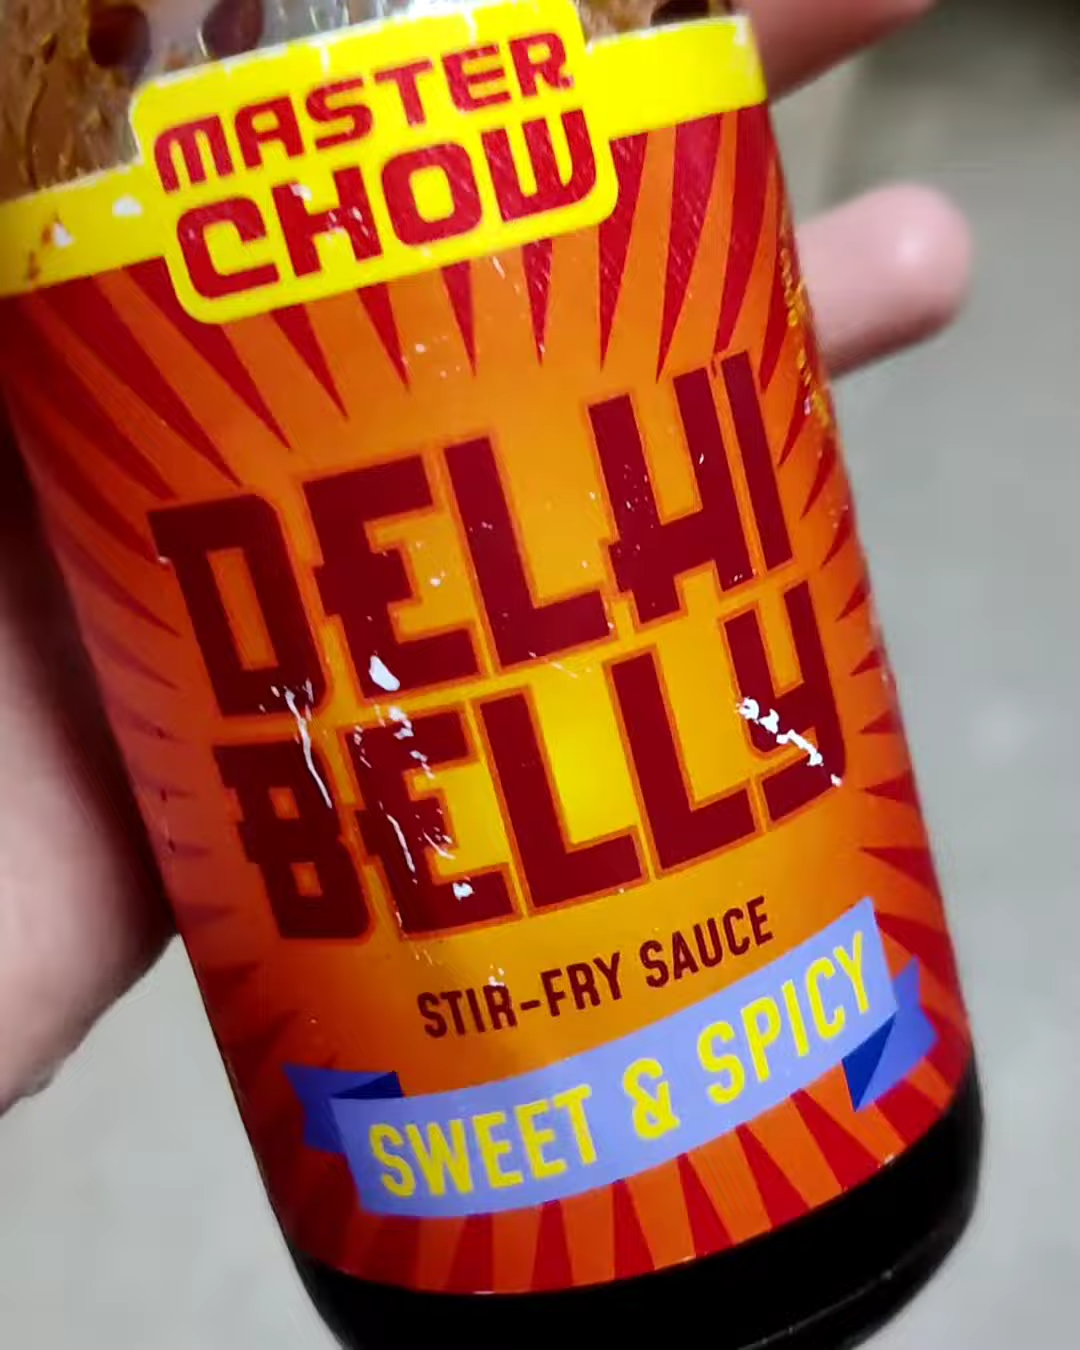 MASTER
CHOW
DELHI
BELLY
STIR-FRY SAUCE
SWEET & SPICY